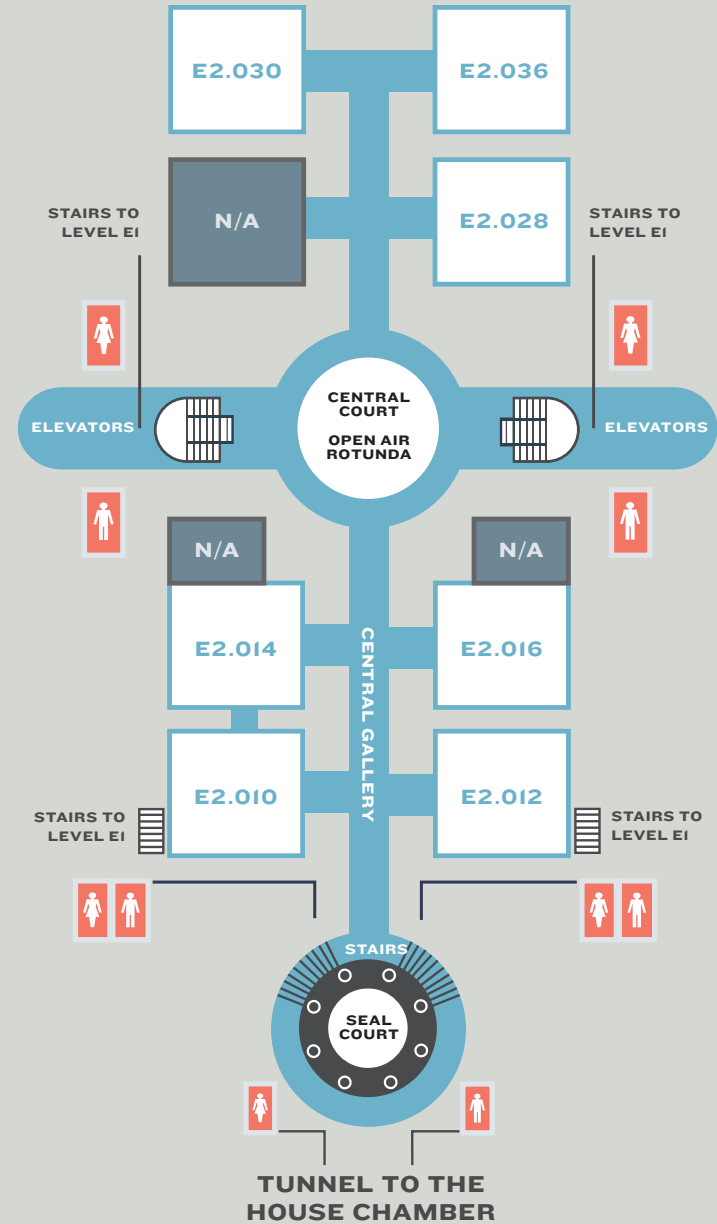 E2.030
E2.036
N/A
E2.028
STAIRS TO
LEVEL E1
STAIRS TO
LEVEL E1
CENTRAL
COURT
OPEN AIR
ROTUNDA
ELEVATORS
ELEVATORS
N/A
N/A
E2.014
E2.016
CENTRAL GALLERY
E2.010
E2.012
STAIRS TO
LEVEL E1
STAIRS TO
LEVEL E1
STAIRS
SEAL
COURT
TUNNEL TO THE
HOUSE CHAMBER